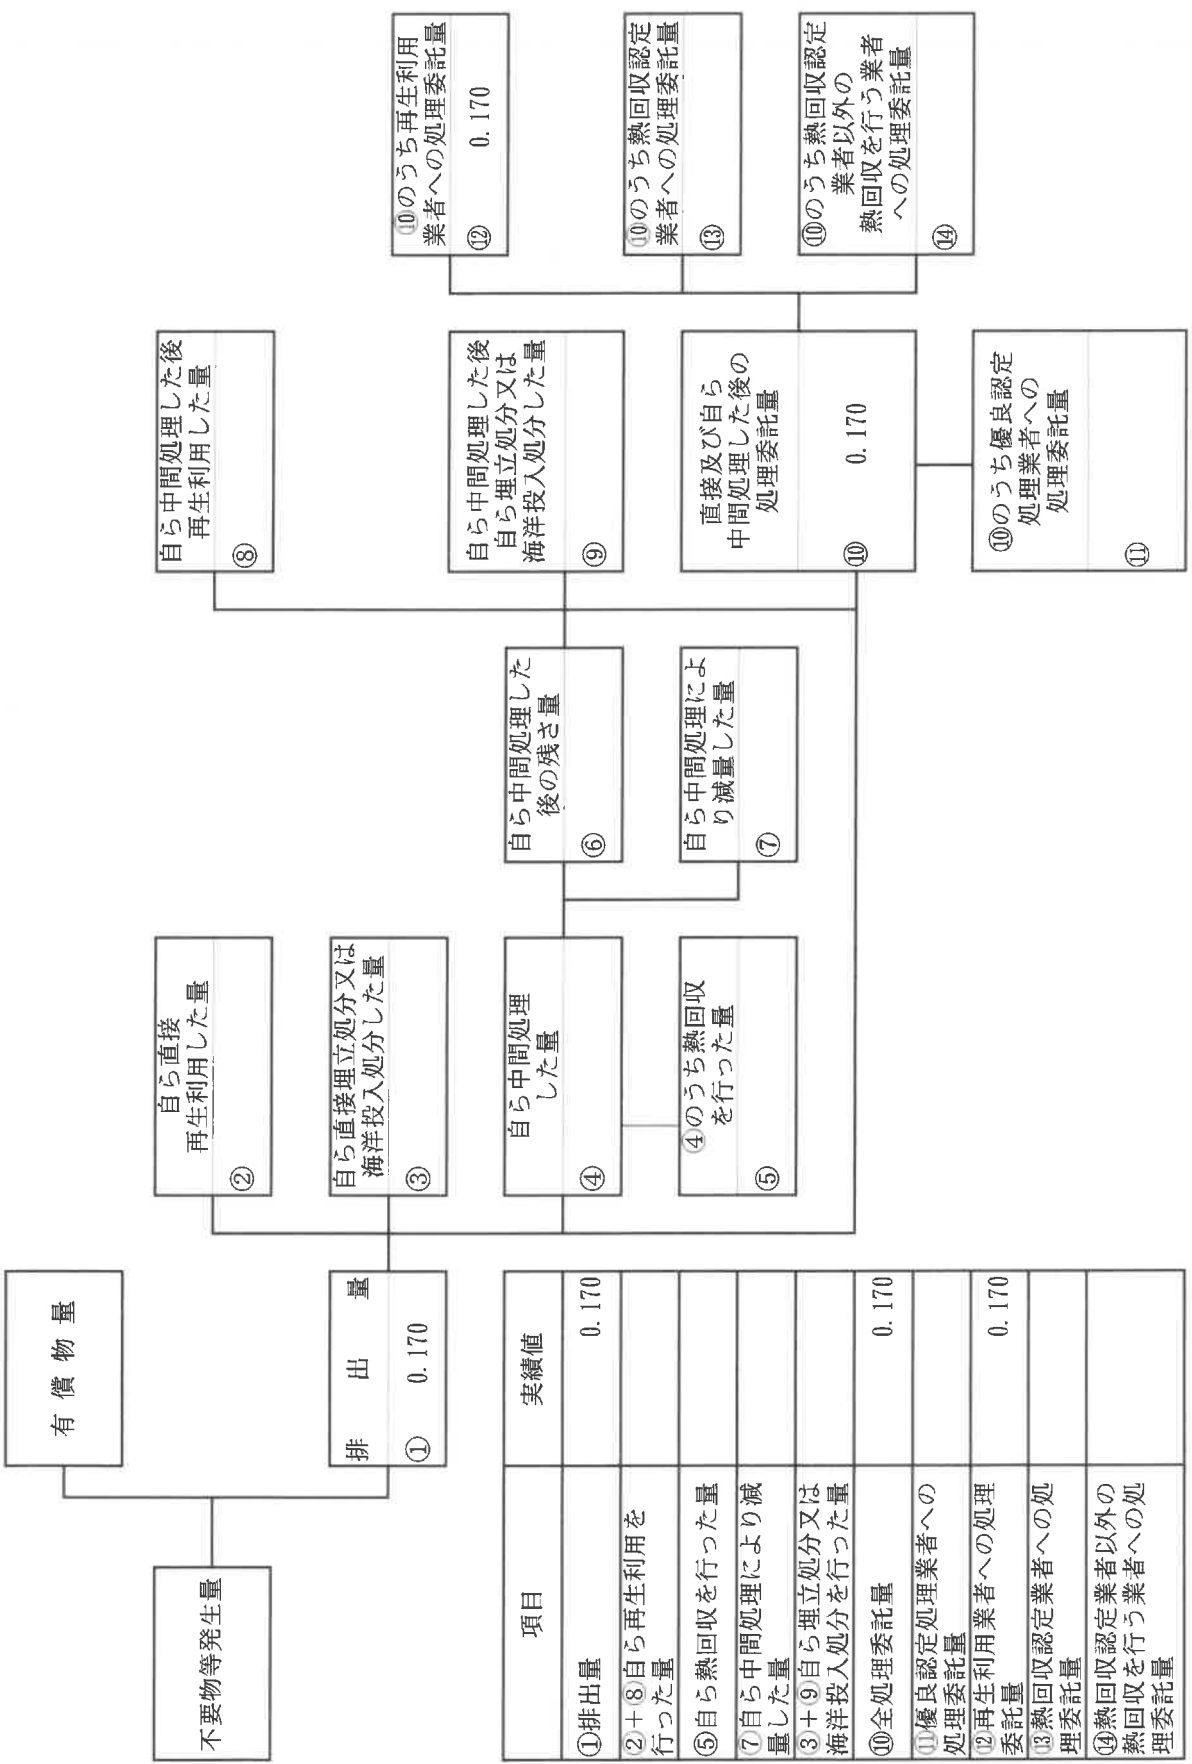 不要物等発生量
有償物量
排出量
① 0.170
自ら直接
再生利用した量
②
自ら直接埋立処分又は
海洋投入処分した量
③
自ら中間処理
した量
④
④のうち熱回収
を行った量
⑤
自ら中間処理した
後の残さ量
⑥
自ら中間処理によ
り減量した量
⑦
自ら中間処理した後
再生利用した量
⑧
自ら中間処理した後
自ら埋立処分又は
海洋投入処分した量
⑨
直接及び自ら
中間処理した後の
処理委託量
⑩ 0.170
⑩のうち優良認定
処理業者への
処理委託量
⑪
⑩のうち再生利用
業者への処理委託量
⑫ 0.170
⑩のうち熱回収認定
業者への処理委託量
⑬
⑩のうち熱回収認定
業者以外の
熱回収を行う業者
への処理委託量
⑭
項目 実績値
①排出量 0.170
②+⑧自ら再生利用を
行った量
⑤自ら熱回収を行った量
⑦自ら中間処理により減
量した量
③+⑨自ら埋立処分又は
海洋投入処分を行った量
⑩全処理委託量 0.170
⑪優良認定処理業者への
処理委託量
⑫再生利用業者への処理
委託量 0.170
⑬熱回収認定業者への処
理委託量
⑭熱回収認定業者以外の
熱回収を行う業者への処
理委託量